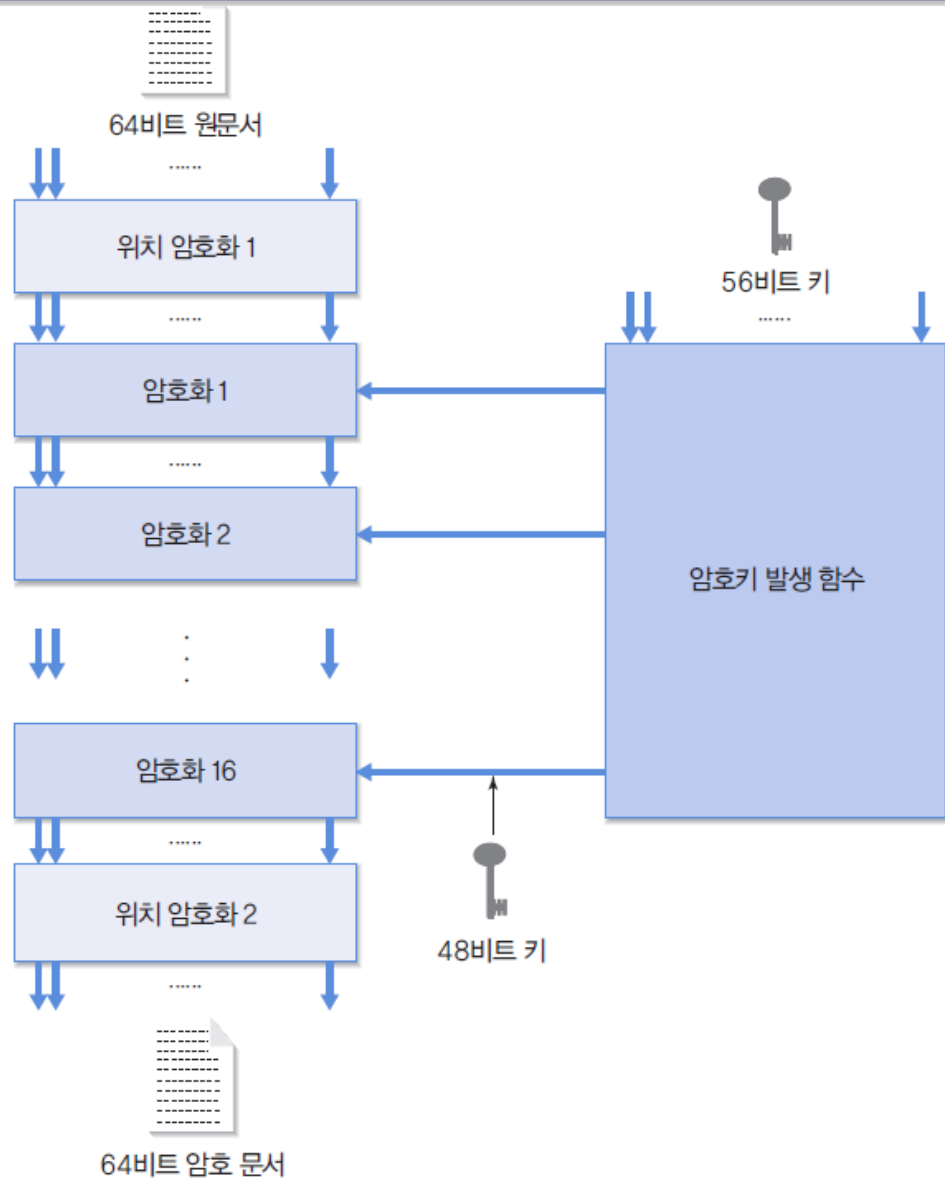 64비트 원문서
......
위치 암호화 1
......
암호화 1
......
암호화 2
암호화 16
......
위치 암호화 2
......
64비트 암호 문서
56비트 키
......
암호키 발생 함수
48비트 키